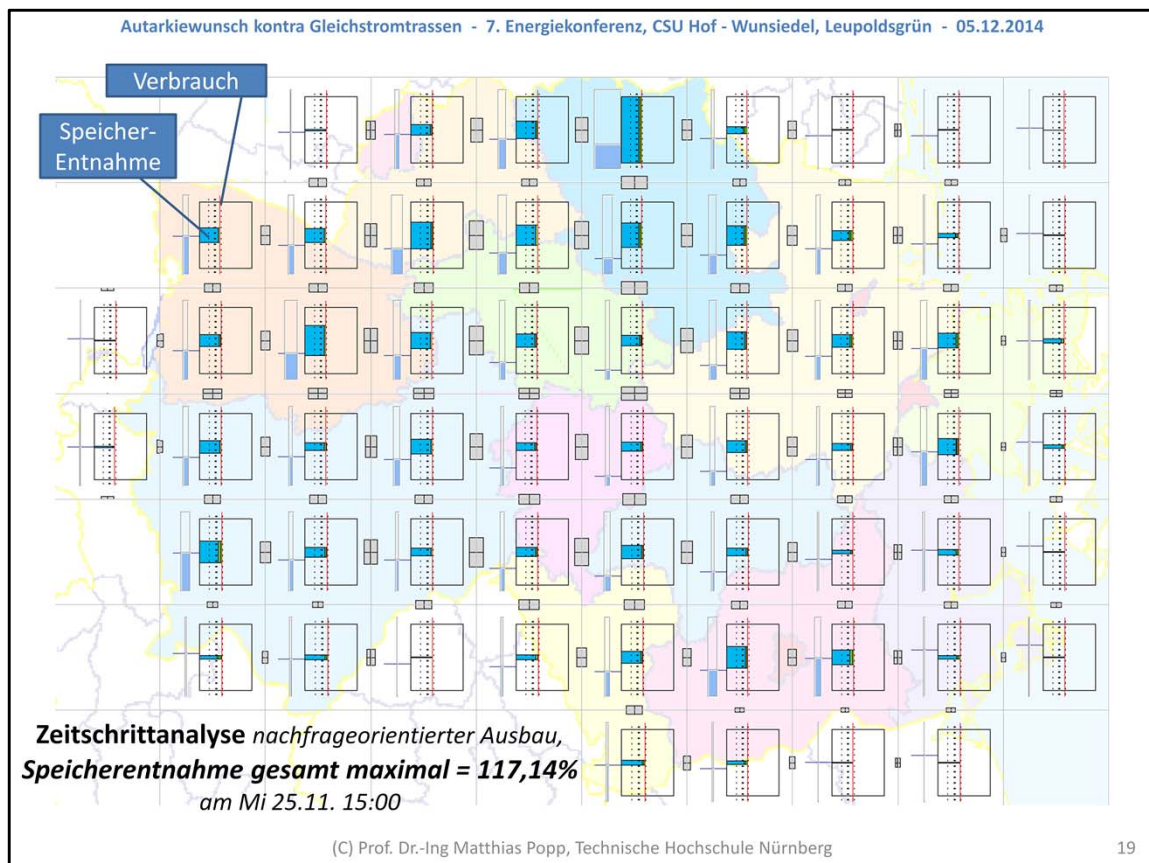 Autarkiewunsch kontra Gleichstromtrassen - 7. Energiekonferenz, CSU Hof - Wunsiedel, Leupoldsgrün - 05.12.2014
Verbrauch
Speicher-
Entnahme
Zeitschrittanalyse nachfrageorientierter Ausbau,
Speicherentnahme gesamt maximal = 117,14%
am Mi 25.11. 15:00
(C) Prof. Dr.-Ing Matthias Popp, Technische Hochschule Nürnberg
19